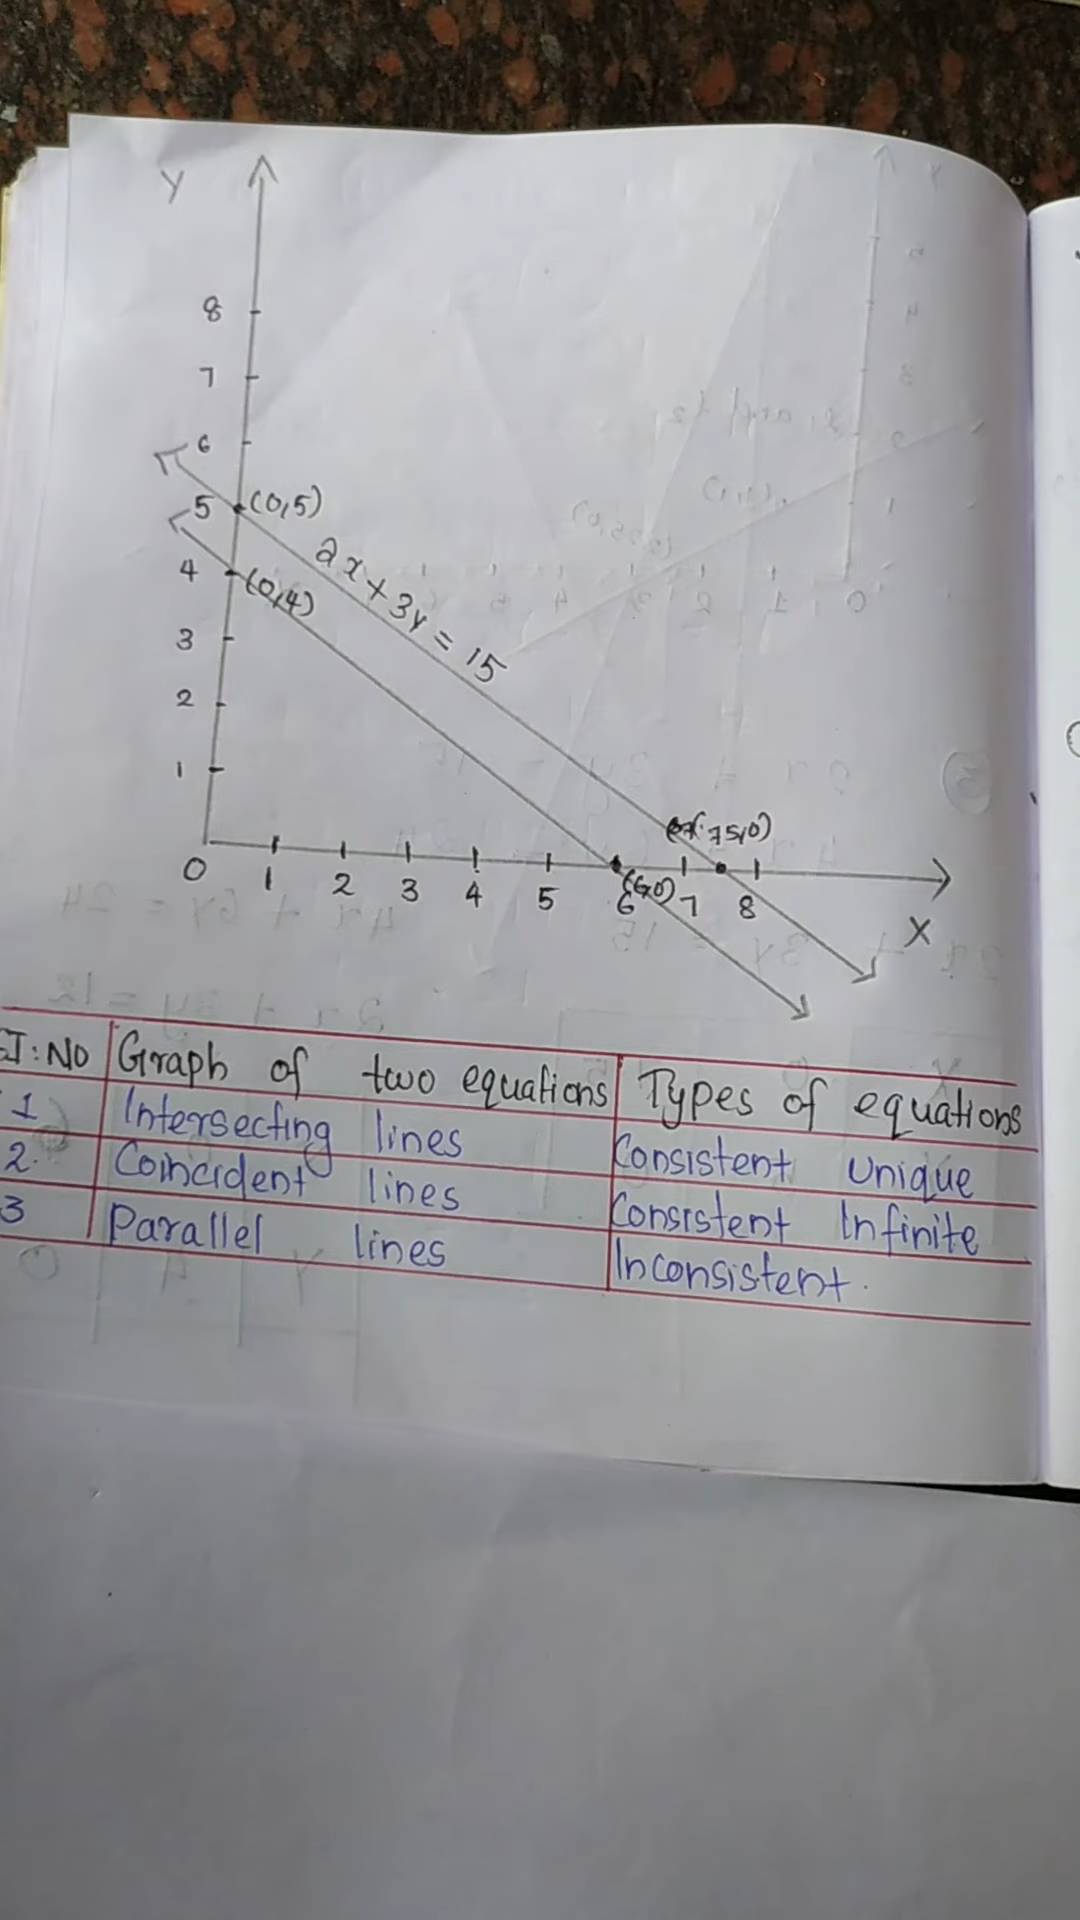 Y
8
7
6
5
(0,5)
4
(0,4)
2x+3y = 15
3
2
1
(7.5,0)
0
1
2
3
4
5
6
(6,0)
7
8
X
No
Graph of two equations
Types of equations
1
Intersecting lines
Consistent Unique
2.
Coincident lines
Consistent Infinite
3
Parallel lines
Inconsistent.